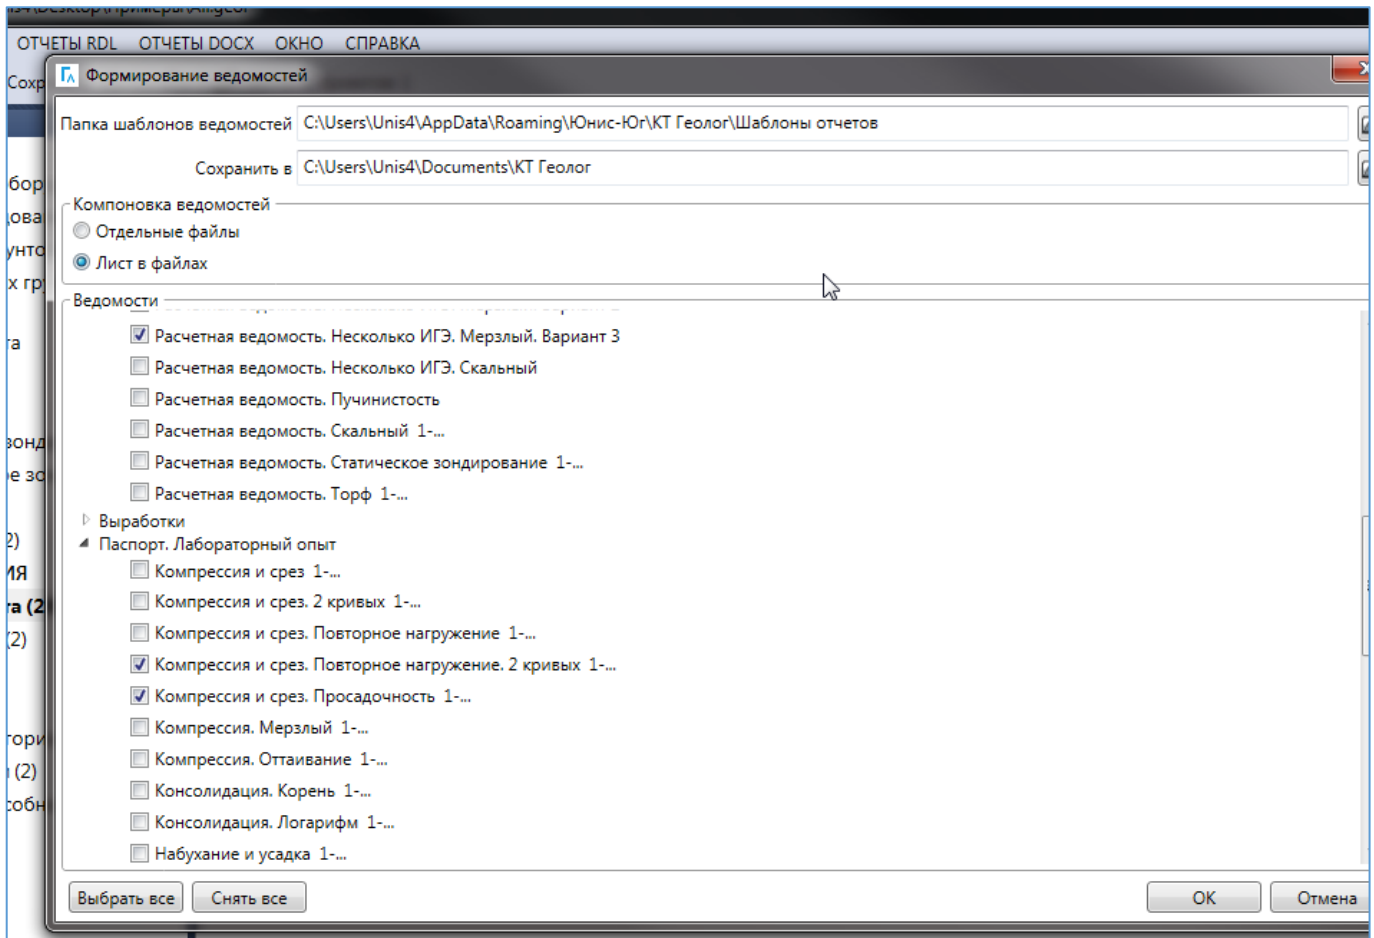 ОТЧЕТЫ RDL ОТЧЕТЫ DOCX ОКНО СПРАВКА
Сохр
Формирование ведомостей
Папка шаблонов ведомостей C:\Users\Unis4\AppData\Roaming\Юнис-Юг\КТ Геолог\Шаблоны отчетов
Сохранить в C:\Users\Unis4\Documents\КТ Геолог
Компоновка ведомостей
Отдельные файлы
Лист в файлах
Ведомости
Расчетная ведомость. Несколько ИГЭ. Мерзлый. Вариант 3
Расчетная ведомость. Несколько ИГЭ. Скальный
Расчетная ведомость. Пучинистость
Расчетная ведомость. Скальный 1-...
Расчетная ведомость. Статическое зондирование 1-...
Расчетная ведомость. Торф 1-...
Выработки
Паспорт. Лабораторный опыт
Компрессия и срез 1-...
Компрессия и срез. 2 кривых 1-...
Компрессия и срез. Повторное нагружение 1-...
Компрессия и срез. Повторное нагружение. 2 кривых 1-...
Компрессия и срез. Просадочность 1-...
Компрессия. Мерзлый 1-...
Компрессия. Оттаивание 1-...
Консолидация. Корень 1-...
Консолидация. Логарифм 1-...
Набухание и усадка 1-...
Выбрать все Снять все OK Отмена